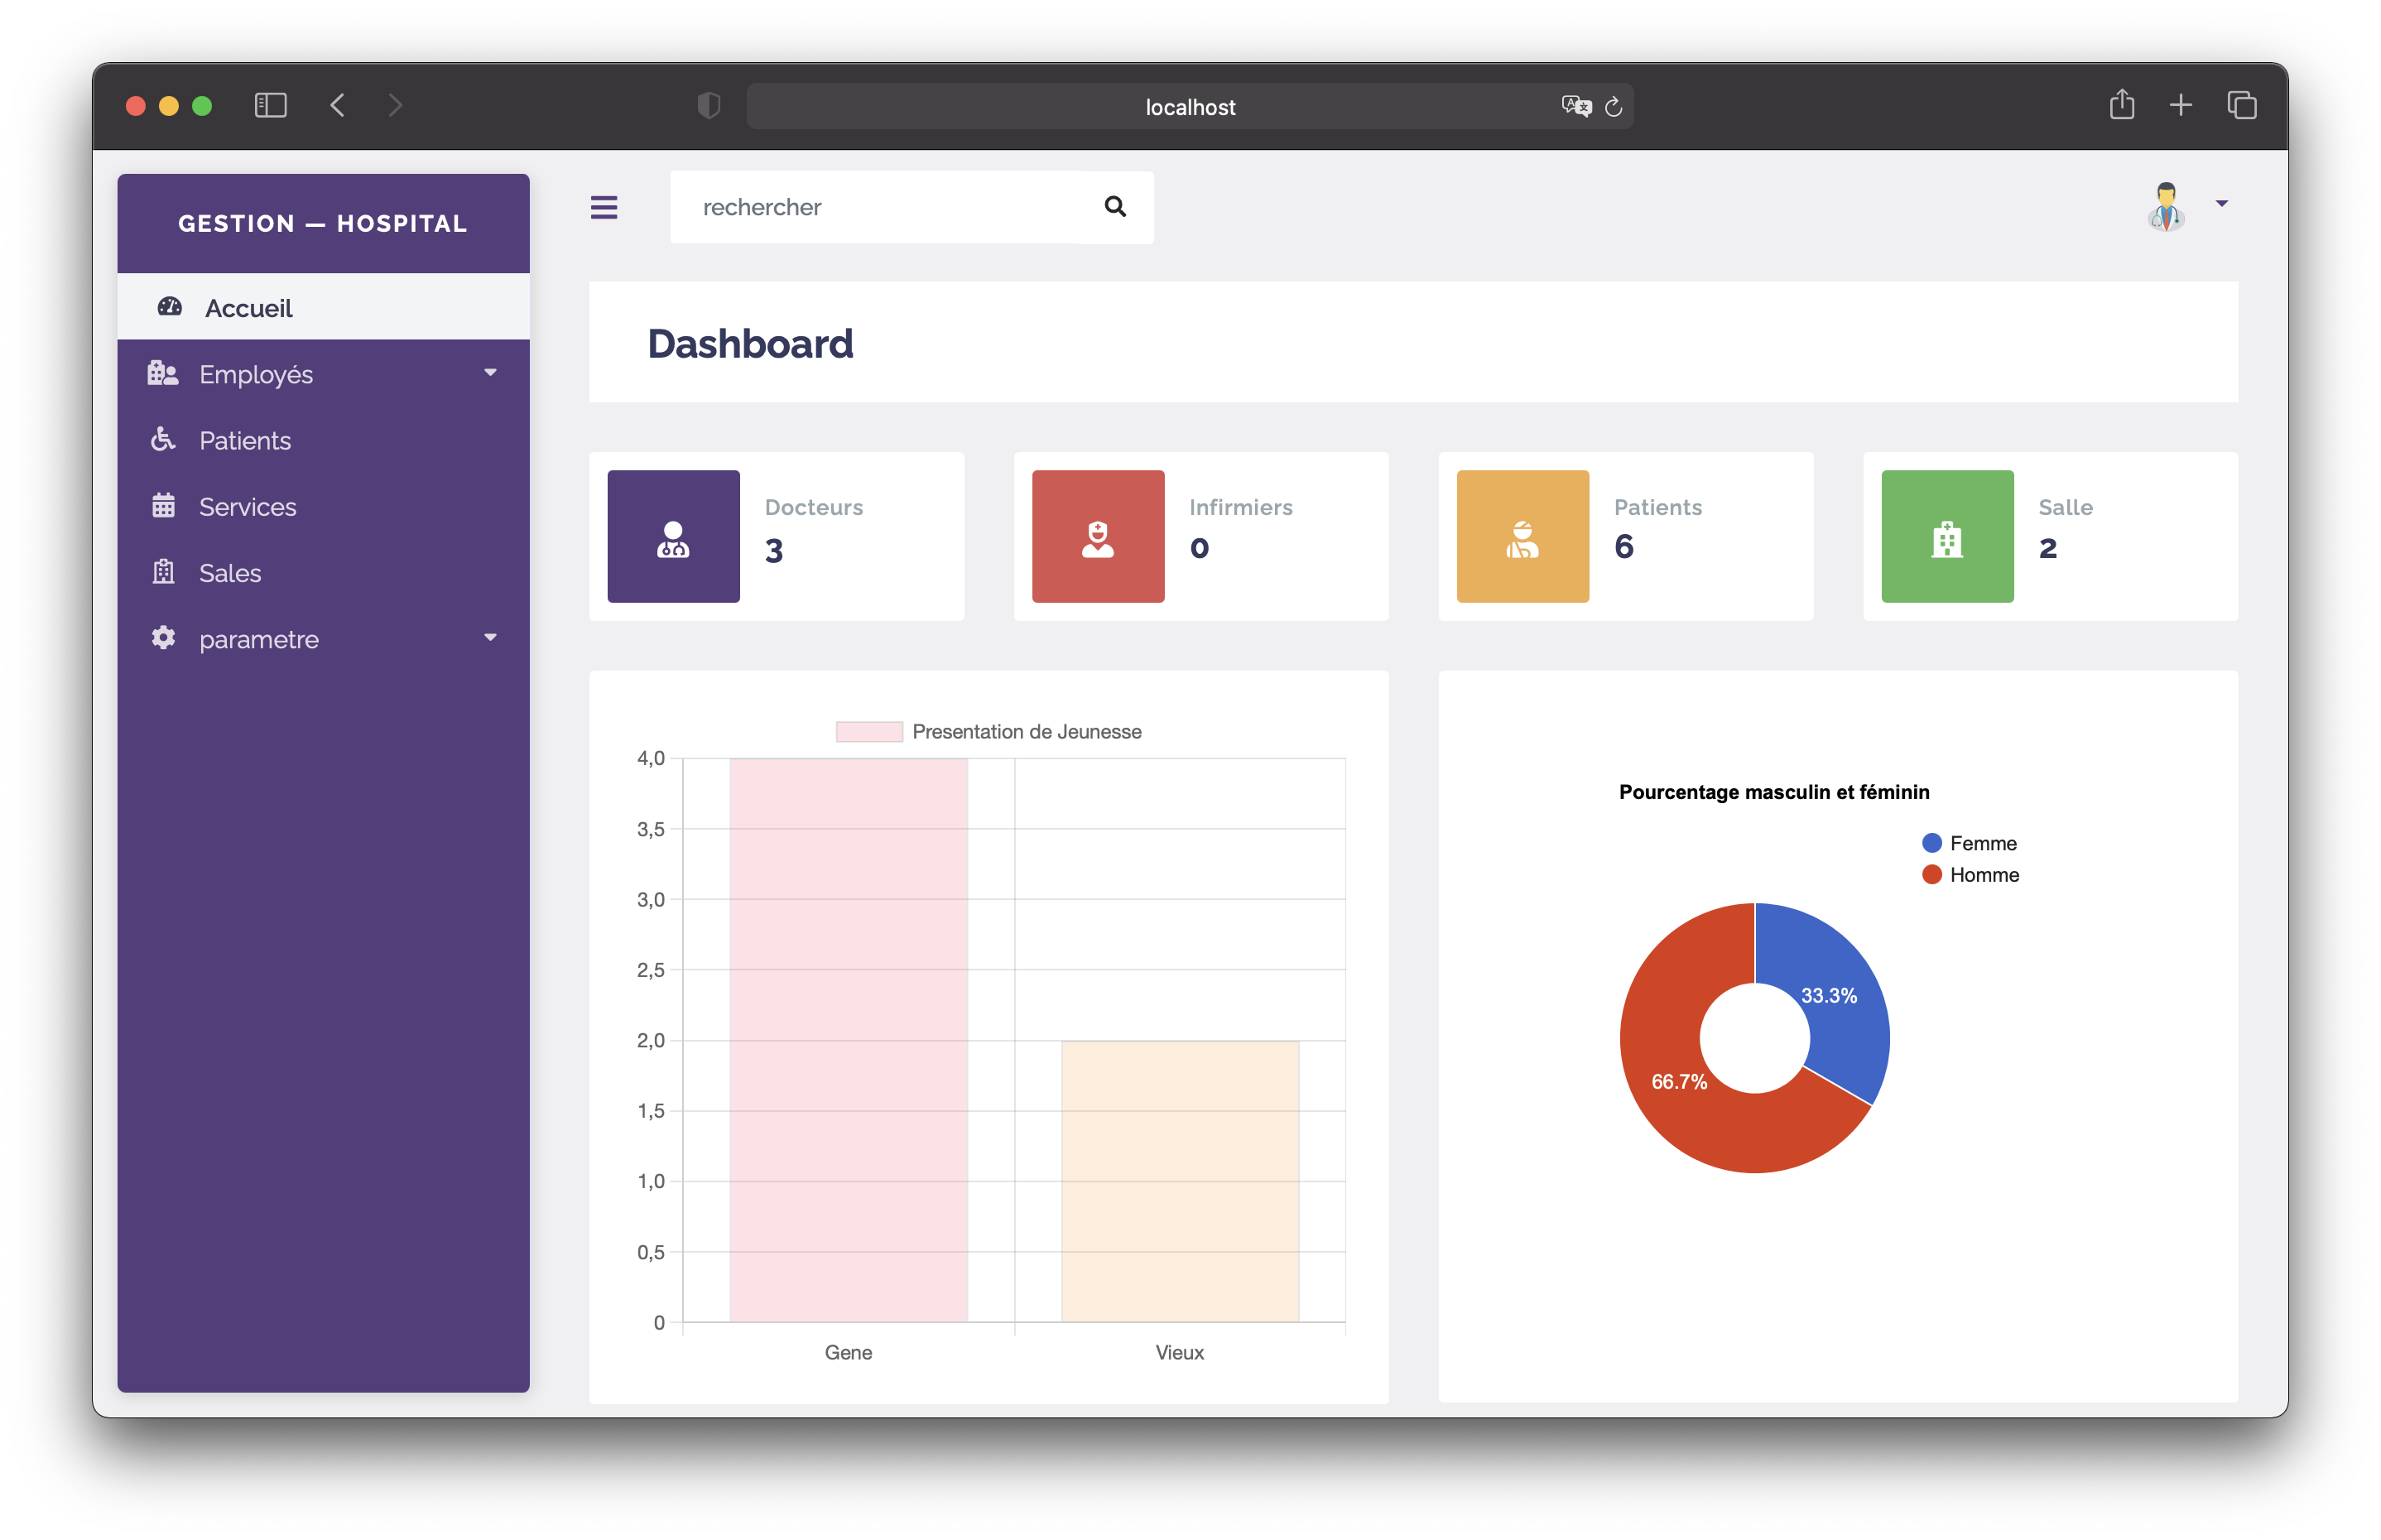 localhost
GESTION — HOSPITAL
Accueil
Employés
Patients
Services
Sales
parametre
rechercher
Dashboard
Docteurs
3
Infirmiers
0
Patients
6
Salle
2
Presentation de Jeunesse
4,0
3,5
3,0
2,5
2,0
1,5
1,0
0,5
0
Gene
Vieux
Pourcentage masculin et féminin
Femme
Homme
33.3%
66.7%